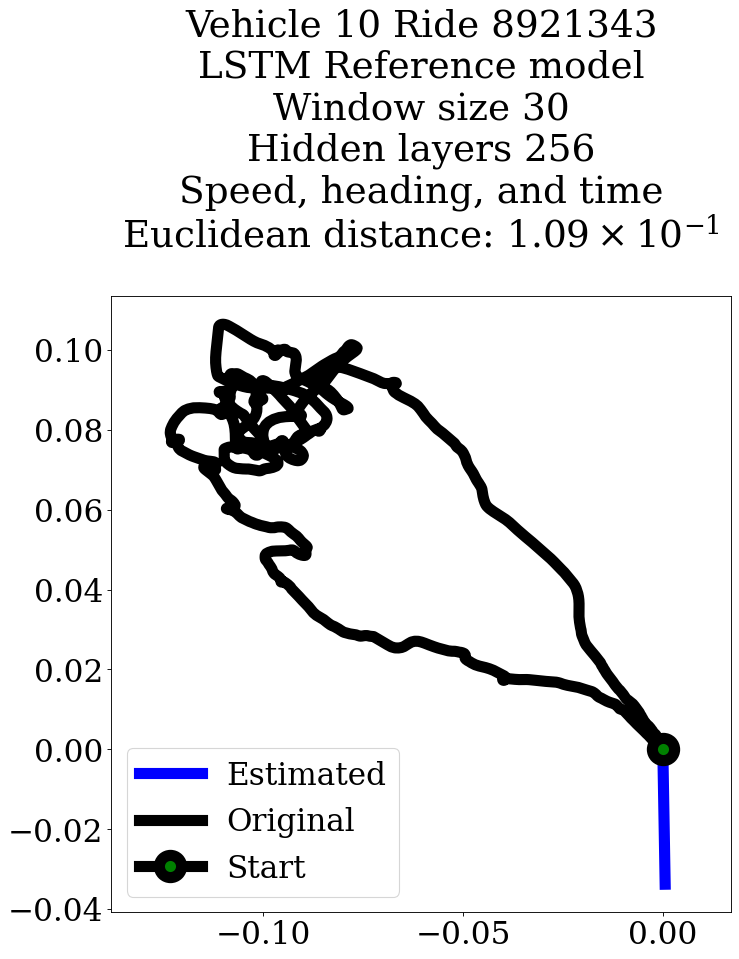 Vehicle 10 Ride 8921343
LSTM Reference model
Window size 30
Hidden layers 256
Speed, heading, and time
Euclidean distance: 1.09 × 10⁻¹
0.10
0.08
0.06
0.04
0.02
0.00
−0.02
−0.04
Estimated
Original
Start
−0.10
−0.05
0.00